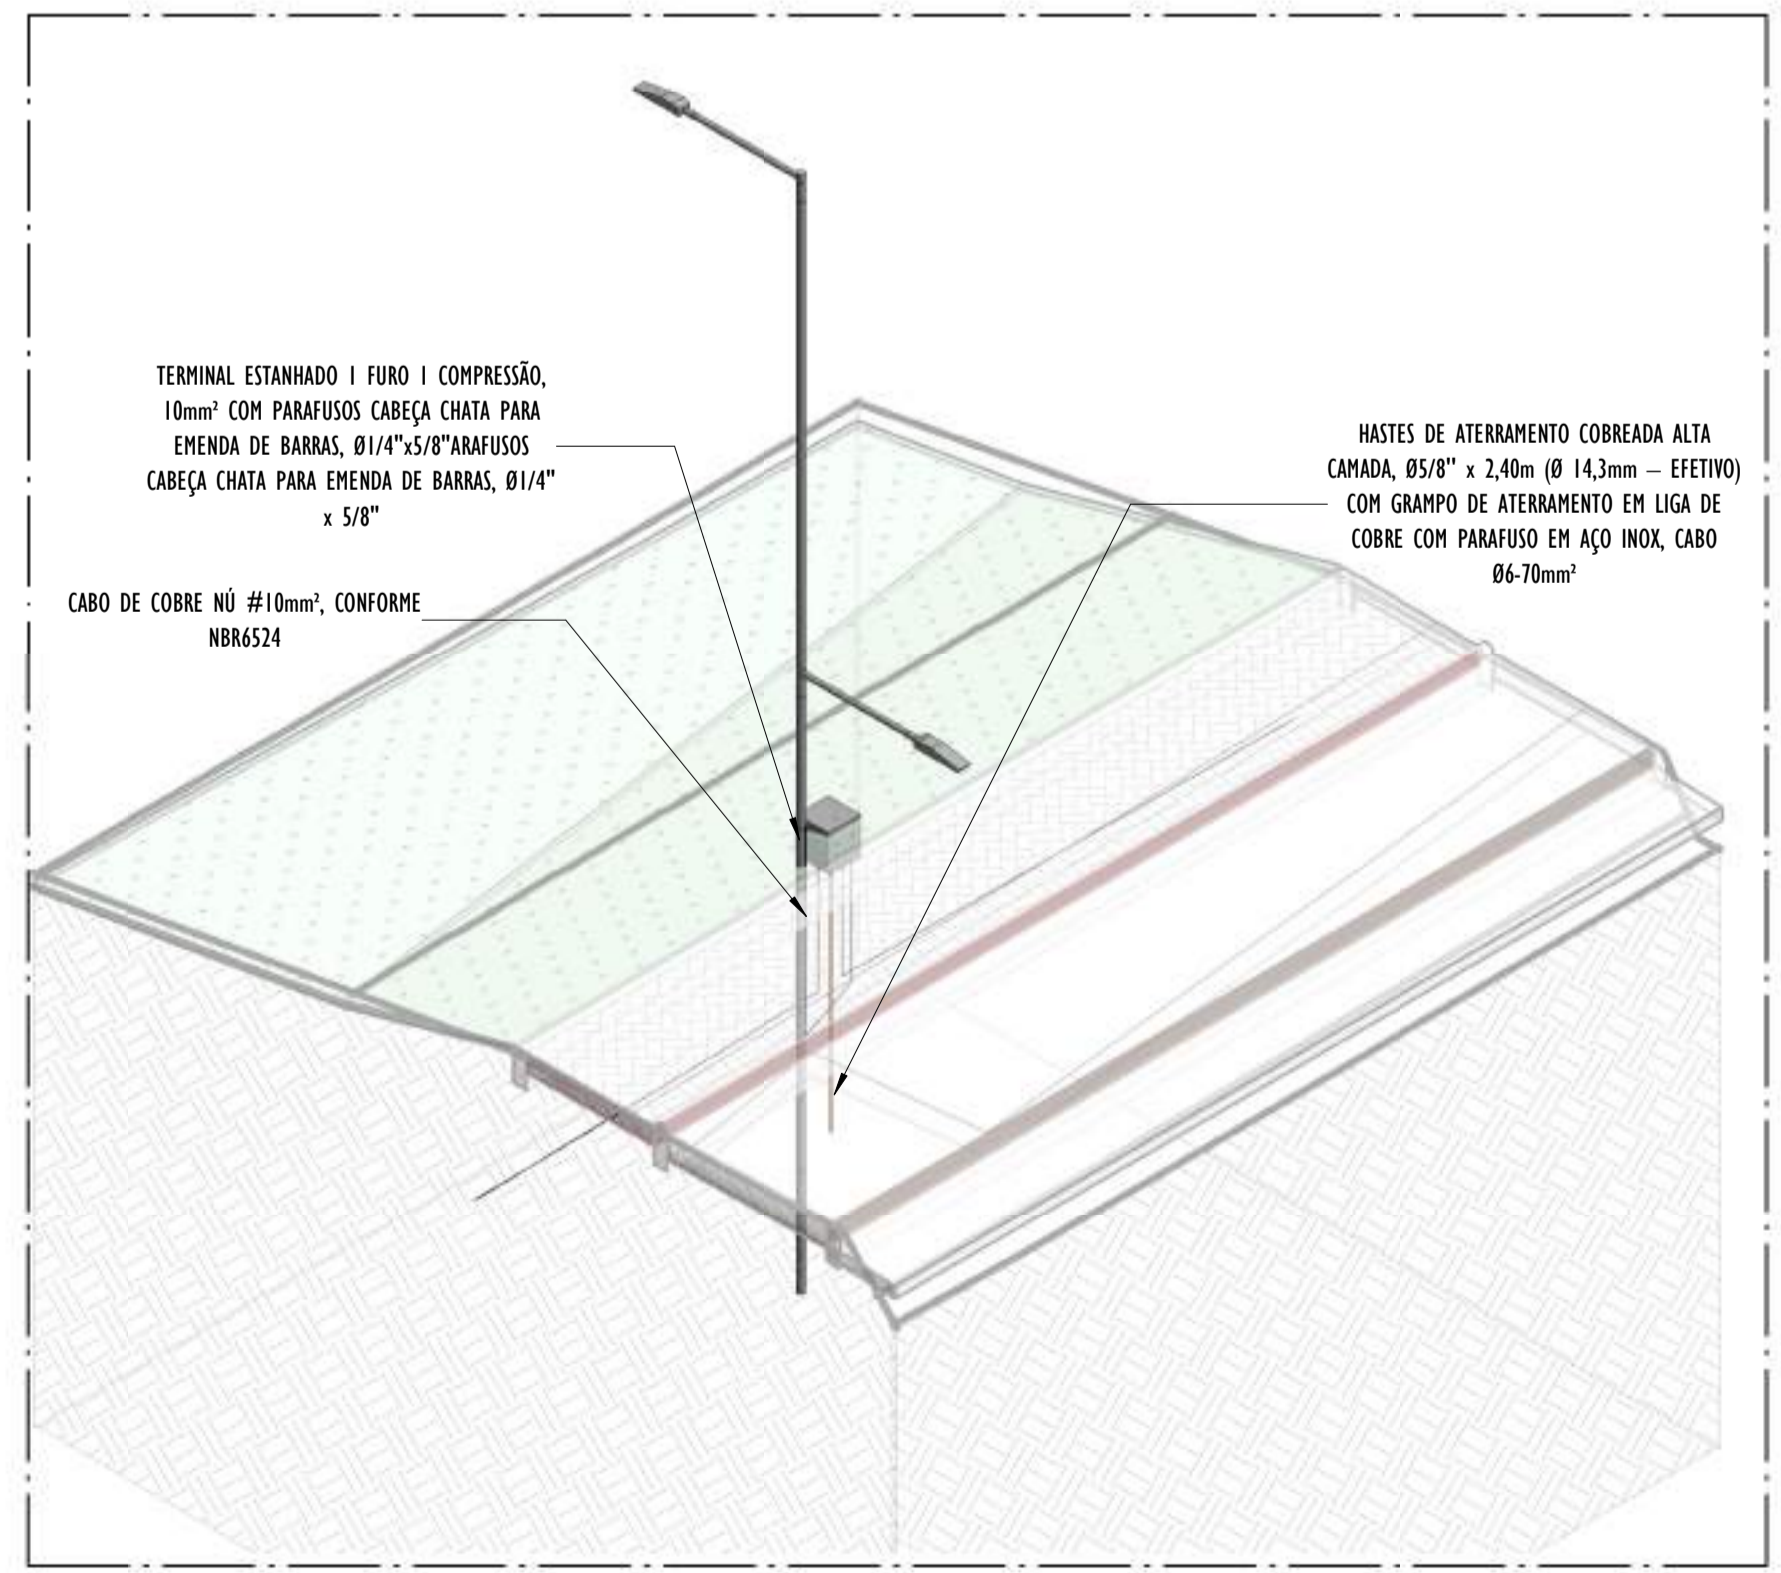 TERMINAL ESTANHADO 1 FURO 1 COMPRESSÃO,
10mm² COM PARAFUSOS CABEÇA CHATA PARA
EMENDA DE BARRAS, Ø1/4"x5/8"ARAFUSOS
CABEÇA CHATA PARA EMENDA DE BARRAS, Ø1/4"
x 5/8"
CABO DE COBRE NÚ #10mm², CONFORME
NBR6524
HASTES DE ATERRAMENTO COBREADA ALTA
CAMADA, Ø5/8" x 2,40m (Ø 14,3mm – EFETIVO)
COM GRAMPO DE ATERRAMENTO EM LIGA DE
COBRE COM PARAFUSO EM AÇO INOX, CABO
Ø6-70mm²